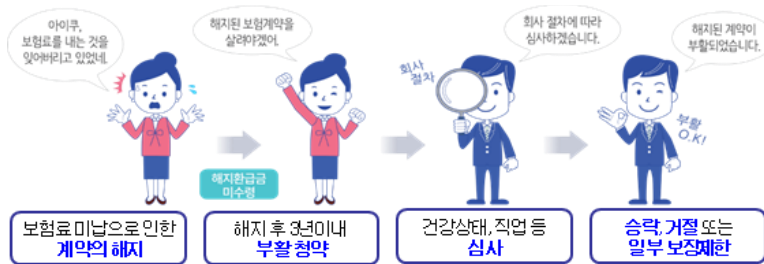 아이쿠,
보험료를 내는 것을
잊어버리고 있었네.
해지된 보험계약을
살려야겠어.
회사 절차에 따라
심사하겠습니다.
해지된 계약이
부활되었습니다.
회사
절차
부활
O.K!
해지환급금
미수령
보험료 미납으로 인한
계약의 해지
해지 후 3년이내
부활 청약
건강상태, 직업 등
심사
승락, 거절 또는
일부 보장제한